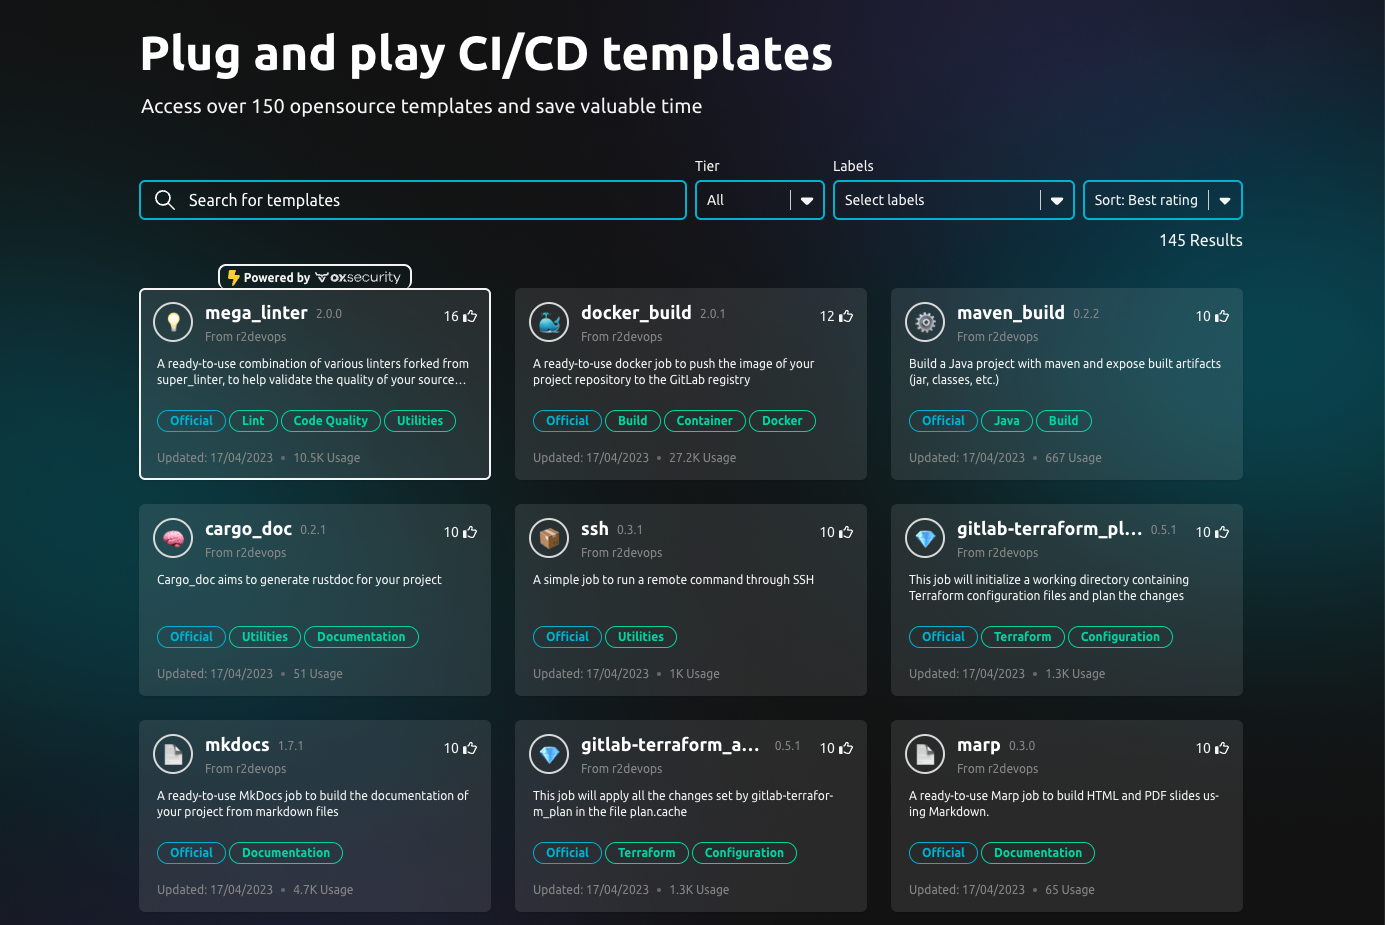 Plug and play CI/CD templates
Access over 150 opensource templates and save valuable time
Tier
Labels
Search for templates
All
Select labels
Sort: Best rating
145 Results
Powered by oxsecurity
mega_linter 2.0.0
16
From r2devops
A ready-to-use combination of various linters forked from
super_linter, to help validate the quality of your source...
Official Lint Code Quality Utilities
Updated: 17/04/2023 • 10.5K Usage
docker_build 2.0.1
12
From r2devops
A ready-to-use docker job to push the image of your
project repository to the GitLab registry
Official Build Container Docker
Updated: 17/04/2023 • 27.2K Usage
maven_build 0.2.2
10
From r2devops
Build a Java project with maven and expose built artifacts
(jar, classes, etc.)
Official Java Build
Updated: 17/04/2023 • 667 Usage
cargo_doc 0.2.1
10
From r2devops
Cargo_doc aims to generate rustdoc for your project
Official Utilities Documentation
Updated: 17/04/2023 • 51 Usage
ssh 0.3.1
10
From r2devops
A simple job to run a remote command through SSH
Official Utilities
Updated: 17/04/2023 • 1K Usage
gitlab-terraform_pl... 0.5.1
10
From r2devops
This job will initialize a working directory containing
Terraform configuration files and plan the changes
Official Terraform Configuration
Updated: 17/04/2023 • 1.3K Usage
mkdocs 1.7.1
10
From r2devops
A ready-to-use MkDocs job to build the documentation of
your project from markdown files
Official Documentation
Updated: 17/04/2023 • 4.7K Usage
gitlab-terraform_a... 0.5.1
10
From r2devops
This job will apply all the changes set by gitlab-terrafor-
m_plan in the file plan.cache
Official Terraform Configuration
Updated: 17/04/2023 • 1.3K Usage
marp 0.3.0
10
From r2devops
A ready-to-use Marp job to build HTML and PDF slides us-
ing Markdown.
Official Documentation
Updated: 17/04/2023 • 65 Usage